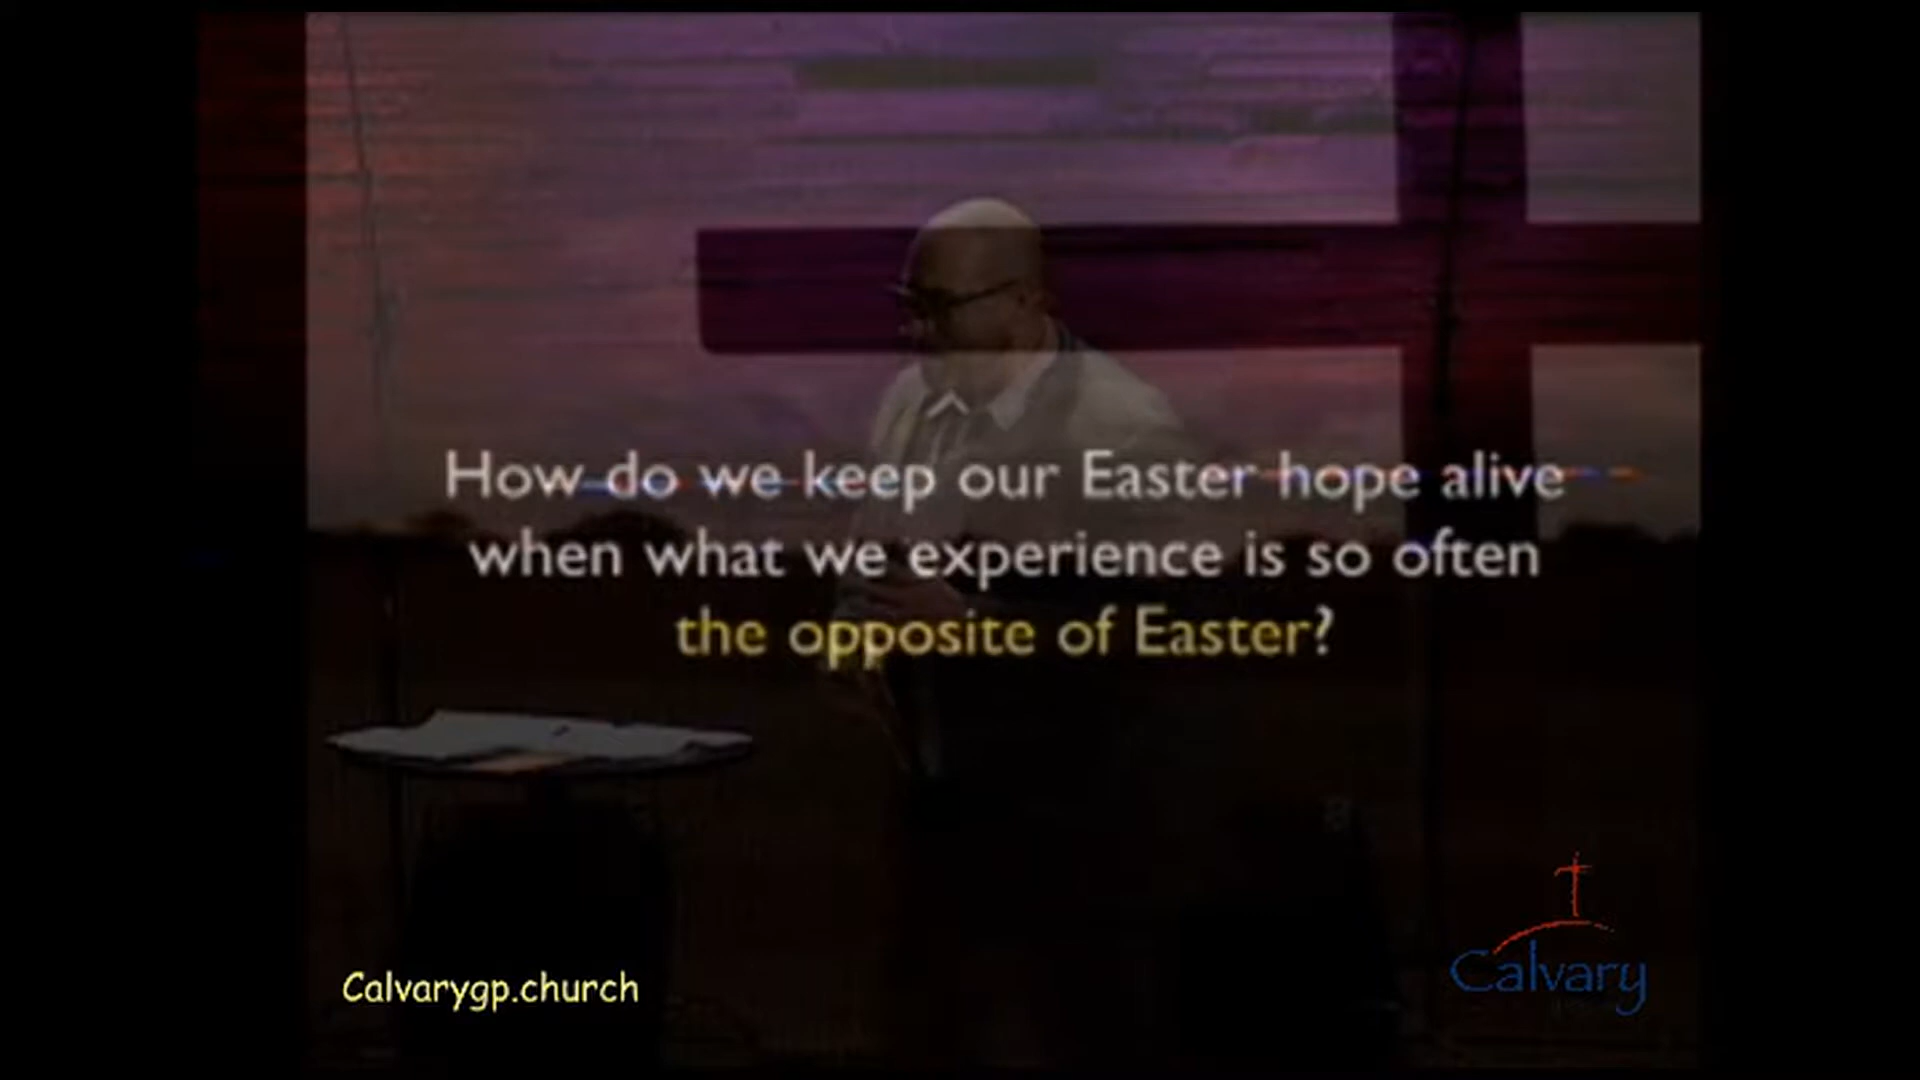 How do we keep our Easter hope alive
when what we experience is so often
the opposite of Easter?
Calvarygp.church
Calvary